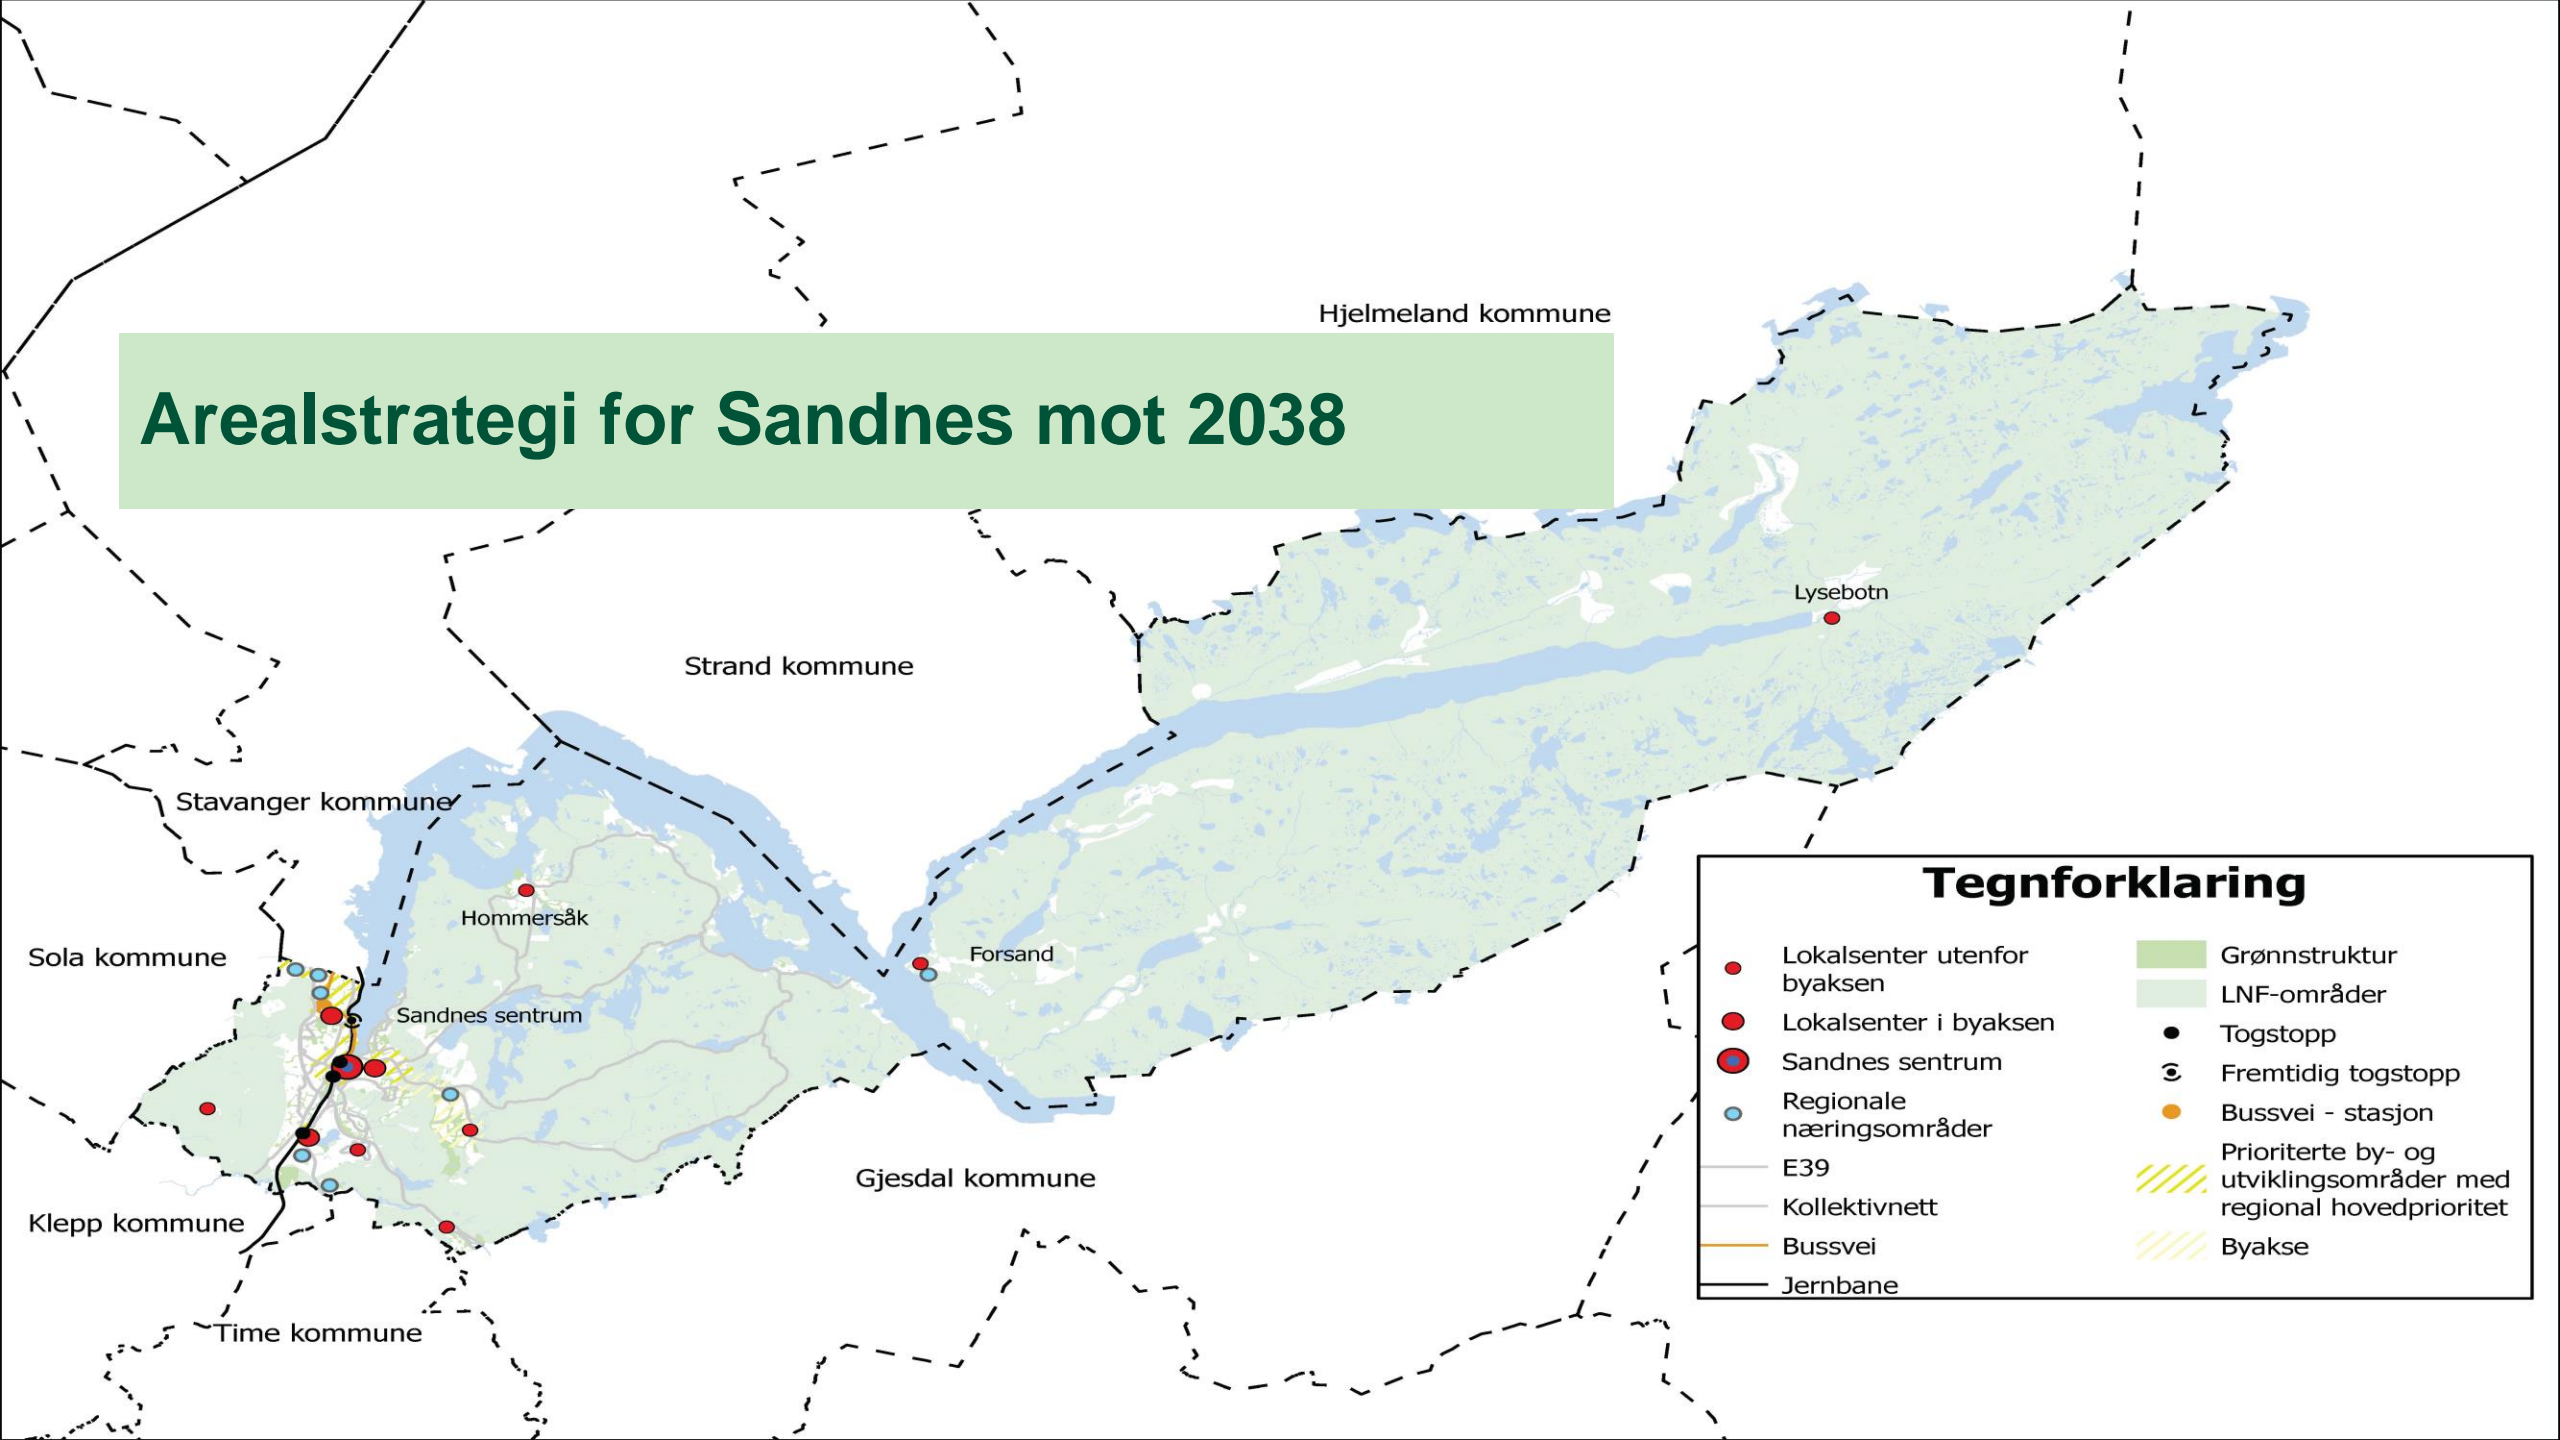 Hjelmeland kommune
Arealstrategi for Sandnes mot 2038
Lysebotn
Strand kommune
Stavanger kommune
Hommersåk
Sola kommune
Forsand
Sandnes sentrum
Gjesdal kommune
Klepp kommune
Time kommune
Tegnforklaring
Lokalsenter utenfor
byaksen
Lokalsenter i byaksen
Sandnes sentrum
Regionale
næringsområder
E39
Kollektivnett
Bussvei
Jernbane
Grønnstruktur
LNF-områder
Togstopp
Fremtidig togstopp
Bussvei - stasjon
Prioriterte by- og
utviklingsområder med
regional hovedprioritet
Byakse